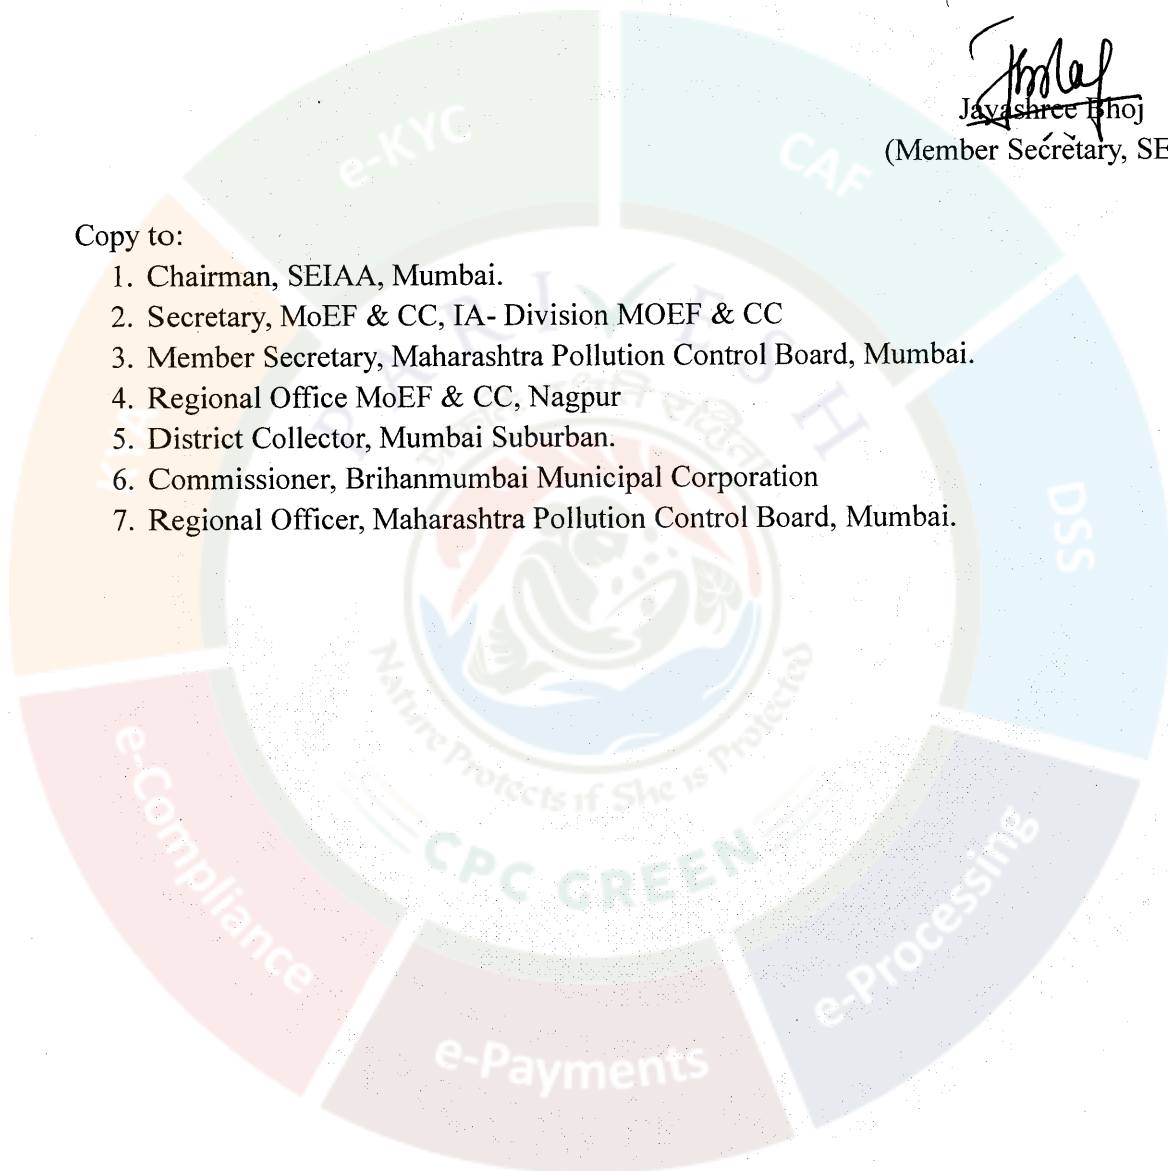 Jayashree Bhoj
(Member Secretary, SE
Copy to:
1. Chairman, SEIAA, Mumbai.
2. Secretary, MoEF & CC, IA- Division MOEF & CC
3. Member Secretary, Maharashtra Pollution Control Board, Mumbai.
4. Regional Office MoEF & CC, Nagpur
5. District Collector, Mumbai Suburban.
6. Commissioner, Brihanmumbai Municipal Corporation
7. Regional Officer, Maharashtra Pollution Control Board, Mumbai.
e-KYC
CAF
DSS
e-Processing
e-Payments
e-Compliance
PARIVESH
Nature Protects if She is Protected
CPC GREEN